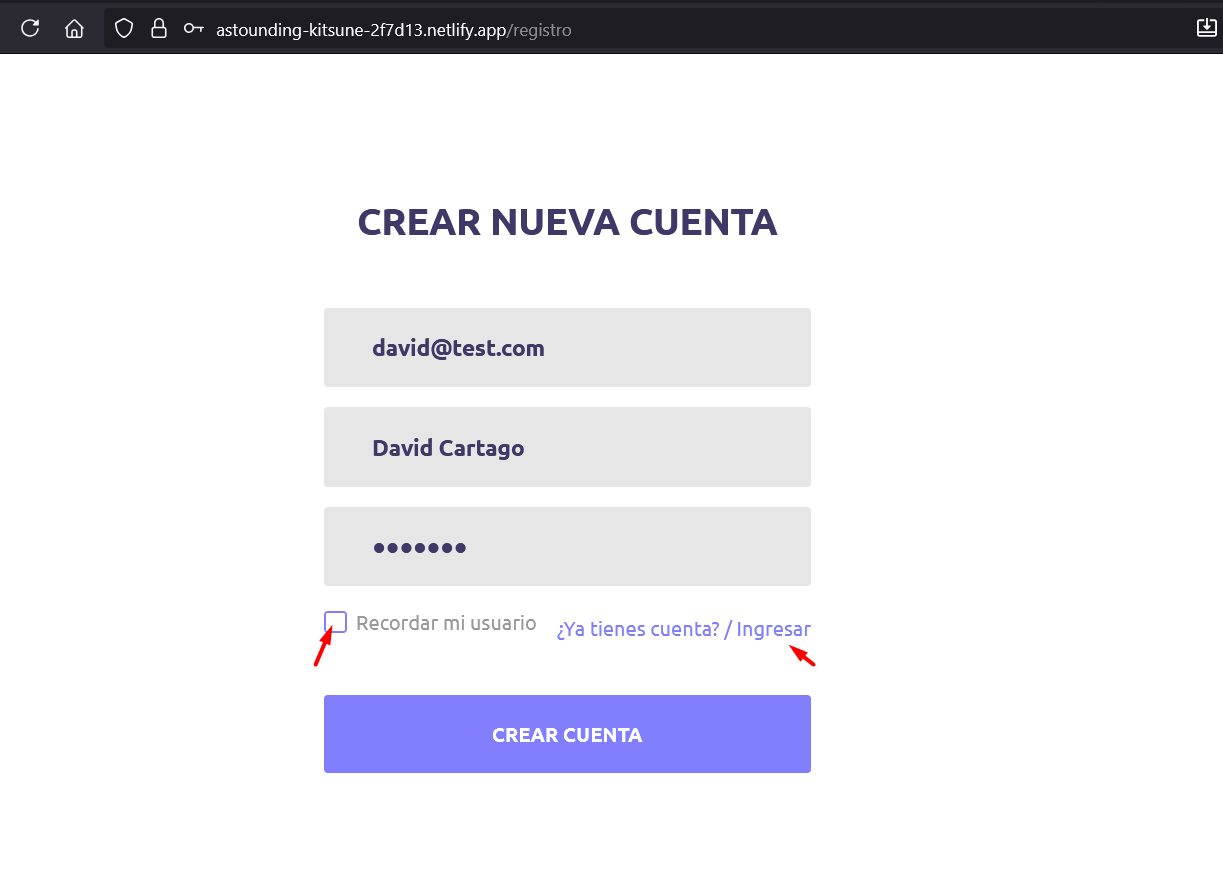 astounding-kitsune-2f7d13.netlify.app/registro
CREAR NUEVA CUENTA
david@test.com
David Cartago
•••••••
Recordar mi usuario
¿Ya tienes cuenta? / Ingresar
CREAR CUENTA